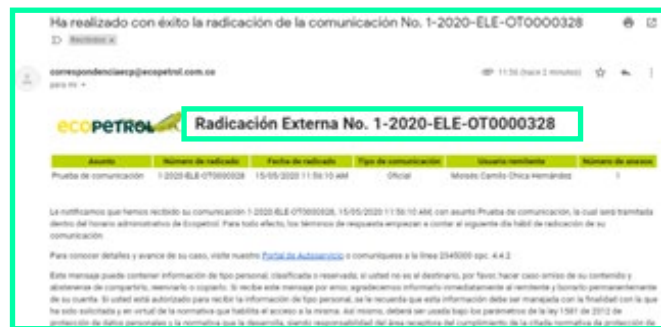 Ha realizado con éxito la radicación de la comunicación No. 1-2020-ELE-OT0000328
Recibidos x
correspondenciaecp@ecopetrol.com.co
11:56 (hace 2 minutos)
para mí
ecopetrol
Radicación Externa No. 1-2020-ELE-OT0000328
Asunto Número de radicado Fecha de radicado Tipo de comunicación Usuario remitente Número de anexos
Prueba de comunicación 1-2020-ELE-OT0000328 15/05/2020 11:56:10 AM Oficial Moisés Camilo Chica Hernández 1
Le notificamos que hemos recibido su comunicación 1-2020-ELE-OT0000328, 15/05/2020 11:56:10 AM, con asunto Prueba de comunicación, la cual será tramitada
dentro del horario administrativo de Ecopetrol. Para todo efecto, los términos de respuesta empiezan a contar al siguiente día hábil de radicación de su
comunicación.
Para conocer detalles y avance de su caso, visite nuestro Portal de Autoservicio o comuníquese a la línea 2345000 opc. 4.4.2.
Este mensaje puede contener información de tipo personal, clasificada o reservada, si usted no es el destinatario, por favor, hacer caso omiso de su contenido y
abstenerse de compartirlo, reenviarlo o copiarlo. Si recibe este mensaje por error, agradecemos informarlo inmediatamente al remitente y borrarlo permanentemente
de su cuenta. Si usted está autorizado para recibir la información de tipo personal, se le recuerda que esta información debe ser manejada con la finalidad con la que
ha sido solicitada y en virtud de la normativa que habilita el acceso a la misma. Así mismo, deberá ser usada bajo los parámetros de la ley 1581 de 2012 de
protección de datos personales y la normativa que la desarrolla, siendo responsabilidad del área receptora del cumplimiento de la citada normativa de protección de